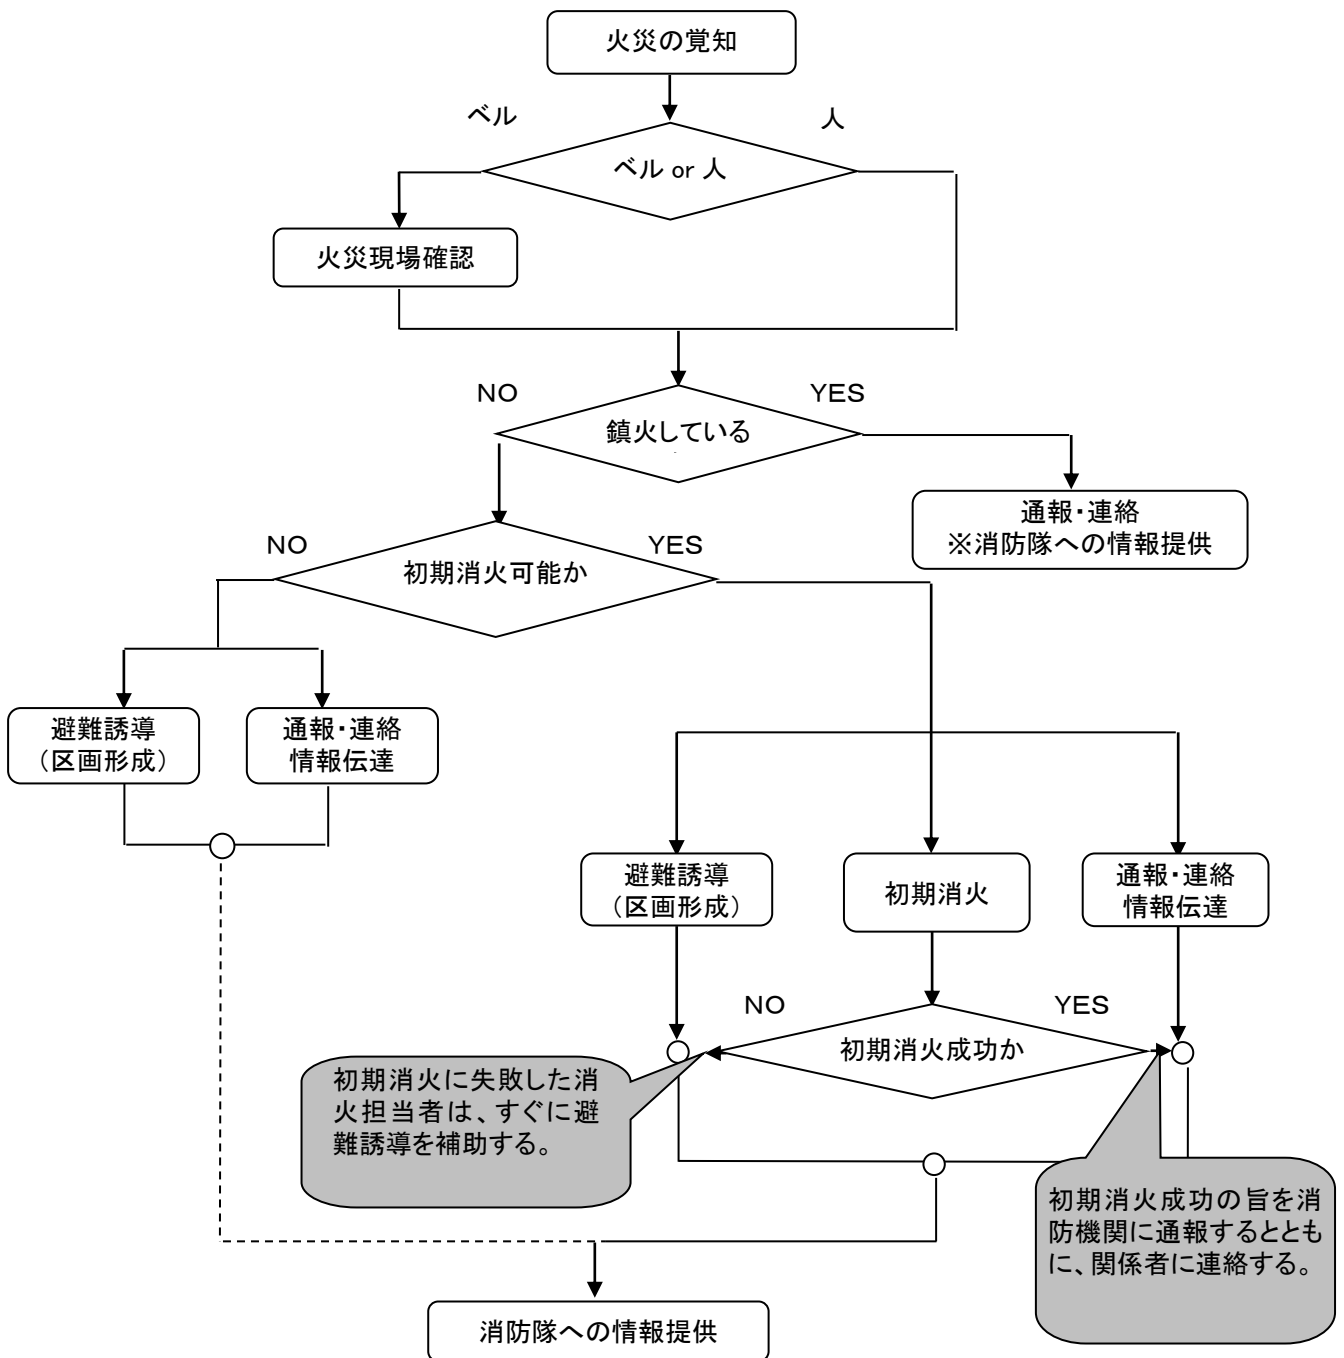 火災の覚知
ベル
人
ベル or 人
火災現場確認
NO
YES
鎮火している
通報・連絡
※消防隊への情報提供
NO
YES
初期消火可能か
避難誘導
（区画形成）
通報・連絡
情報伝達
避難誘導
（区画形成）
初期消火
通報・連絡
情報伝達
NO
YES
初期消火成功か
初期消火に失敗した消
火担当者は、すぐに避
難誘導を補助する。
初期消火成功の旨を消
防機関に通報するととも
に、関係者に連絡する。
消防隊への情報提供